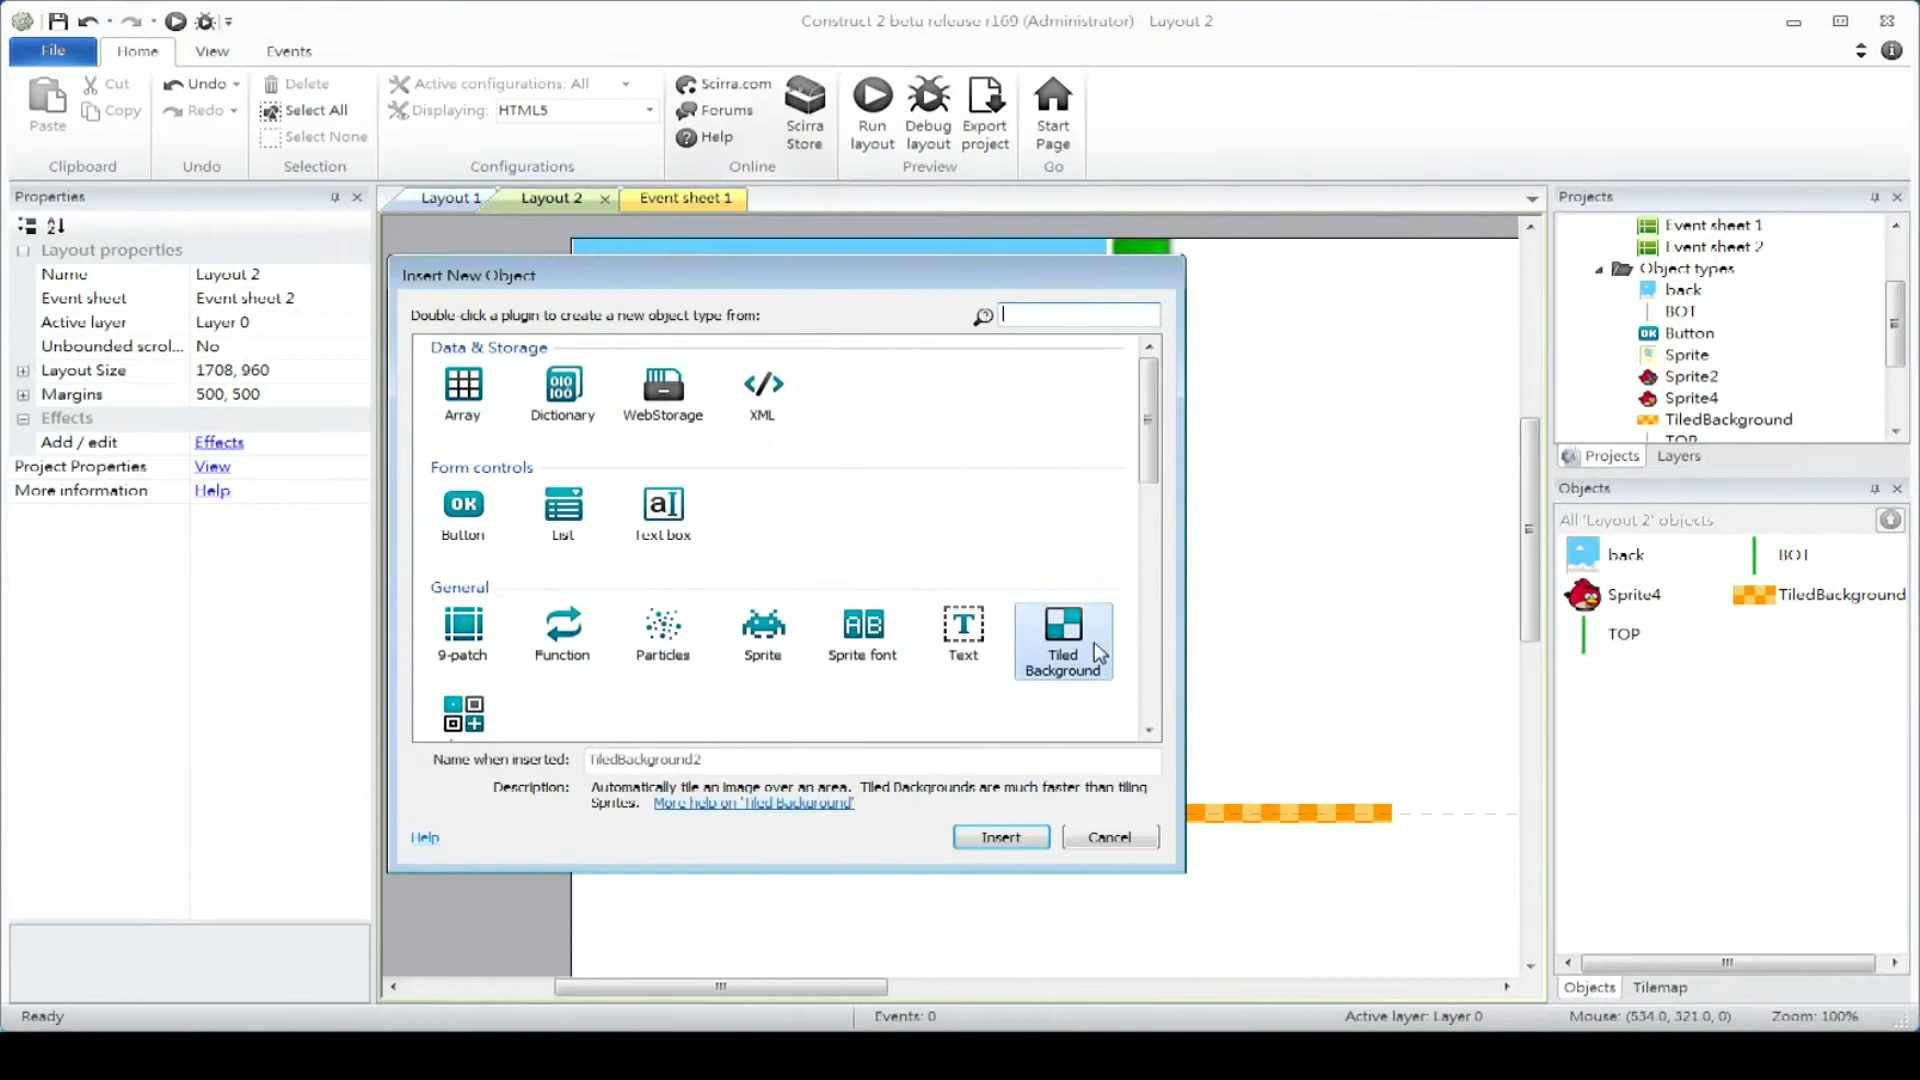 Construct 2 beta release r169 (Administrator) Layout 2
File Home View Events
Paste Cut Copy Clipboard
Undo Redo Undo
Delete Select All Select None Selection
Active configurations: All
Displaying: HTML5
Configurations
Scirra.com Forums Help Scirra Store Online
Run layout Debug layout Export project Preview
Start Page Go
Properties
Layout properties
Name Layout 2
Event sheet Event sheet 2
Active layer Layer 0
Unbounded scrol... No
Layout Size 1708, 960
Margins 500, 500
Effects
Add / edit Effects
Project Properties View
More information Help
Layout 1 Layout 2 Event sheet 1
Insert New Object
Double-click a plugin to create a new object type from:
Data & Storage
Array Dictionary WebStorage XML
Form controls
OK aI
Button List Text box
General
AB T
9-patch Function Particles Sprite Sprite font Text Tiled Background
Name when inserted: TiledBackground2
Description: Automatically tile an image over an area. Tiled Backgrounds are much faster than tiling
Sprites. More help on 'Tiled Background'
Help Insert Cancel
Projects
Event sheet 1
Event sheet 2
Object types
back
BOT
OK Button
Sprite
Sprite2
Sprite4
TiledBackground
TOP
Projects Layers
Objects
All 'Layout 2' objects
back BOT
Sprite4 TiledBackground
TOP
Objects Tilemap
Ready Events: 0 Active layer: Layer 0 Mouse: (534.0, 321.0, 0) Zoom: 100%